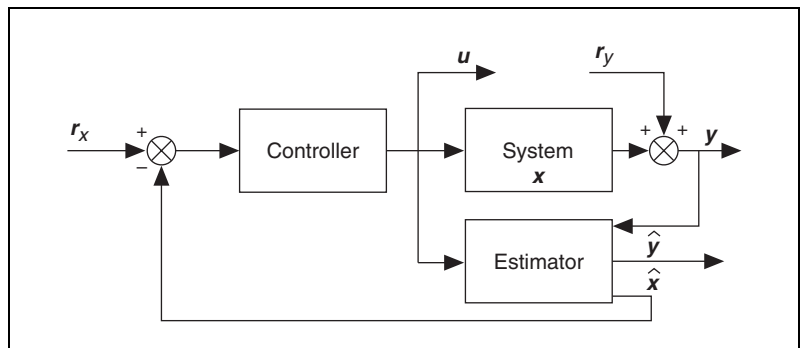 u
r_y
r_x
+
−
Controller
System
x
+
+
y
Estimator
ŷ
x̂